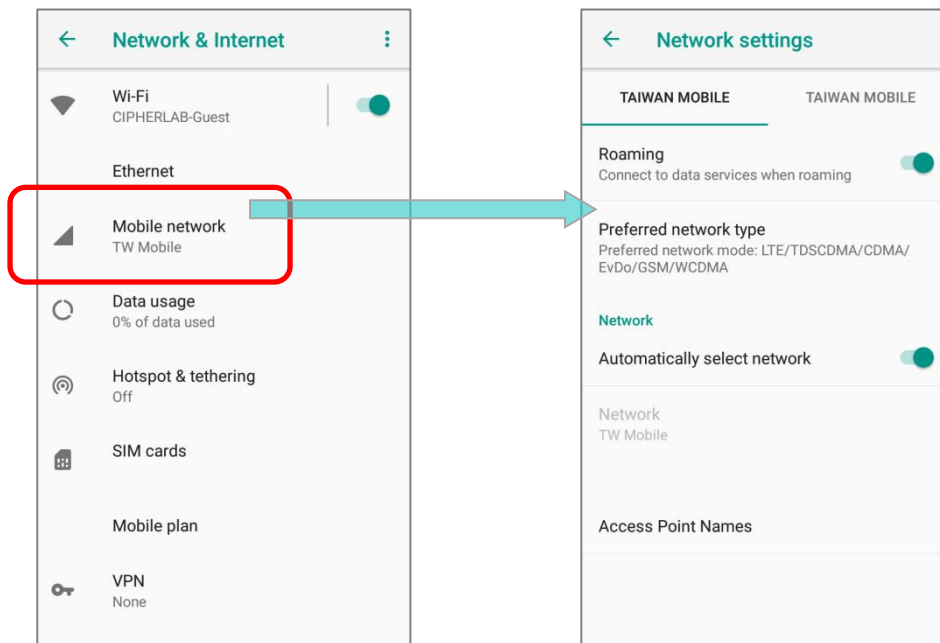 Network & Internet
Wi-Fi
CIPHERLAB-Guest
Ethernet
Mobile network
TW Mobile
Data usage
0% of data used
Hotspot & tethering
Off
SIM cards
Mobile plan
VPN
None
Network settings
TAIWAN MOBILE
TAIWAN MOBILE
Roaming
Connect to data services when roaming
Preferred network type
Preferred network mode: LTE/TDSCDMA/CDMA/
EvDo/GSM/WCDMA
Network
Automatically select network
Network
TW Mobile
Access Point Names